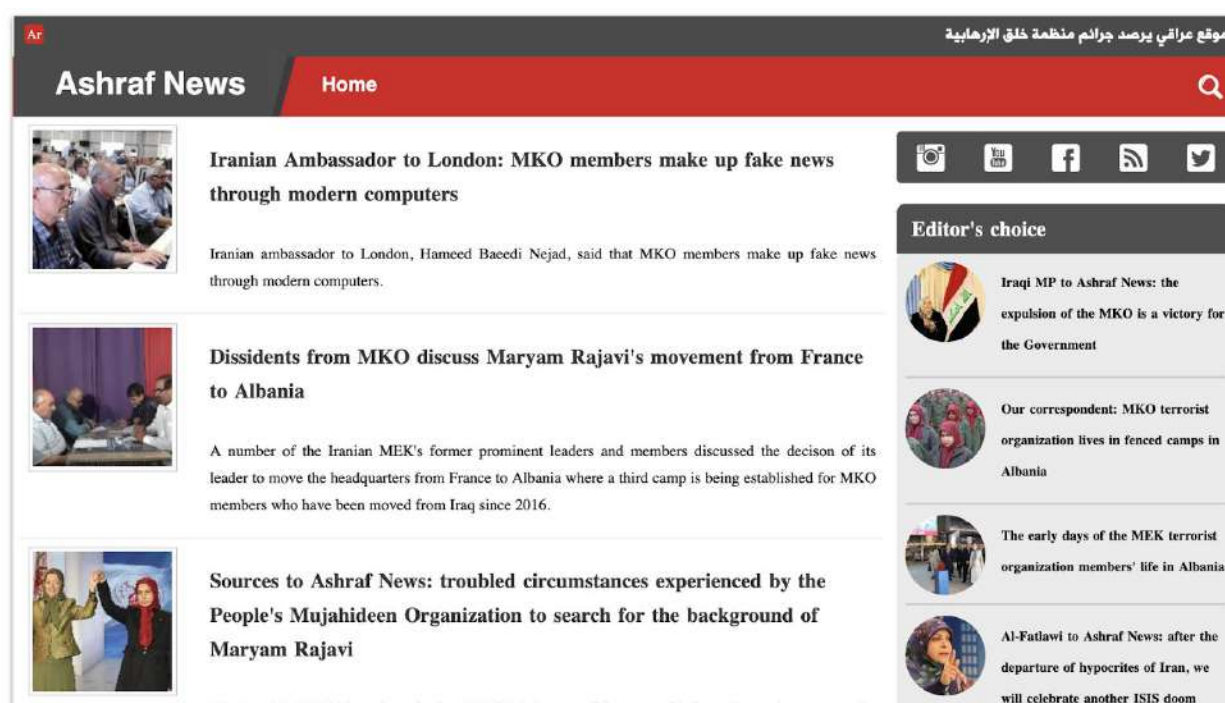 Ar
موقع عراقي يرصد جرائم منظمة خلق الإرهابية
Ashraf News
Home
Iranian Ambassador to London: MKO members make up fake news
through modern computers
Iranian ambassador to London, Hameed Baeedi Nejad, said that MKO members make up fake news
through modern computers.
Dissidents from MKO discuss Maryam Rajavi's movement from France
to Albania
A number of the Iranian MEK's former prominent leaders and members discussed the decison of its
leader to move the headquarters from France to Albania where a third camp is being established for MKO
members who have been moved from Iraq since 2016.
Sources to Ashraf News: troubled circumstances experienced by the
People's Mujahideen Organization to search for the background of
Maryam Rajavi
You
Tube
Editor's choice
Iraqi MP to Ashraf News: the
expulsion of the MKO is a victory for
the Government
Our correspondent: MKO terrorist
organization lives in fenced camps in
Albania
The early days of the MEK terrorist
organization members' life in Albania
Al-Fatlawi to Ashraf News: after the
departure of hypocrites of Iran, we
will celebrate another ISIS doom